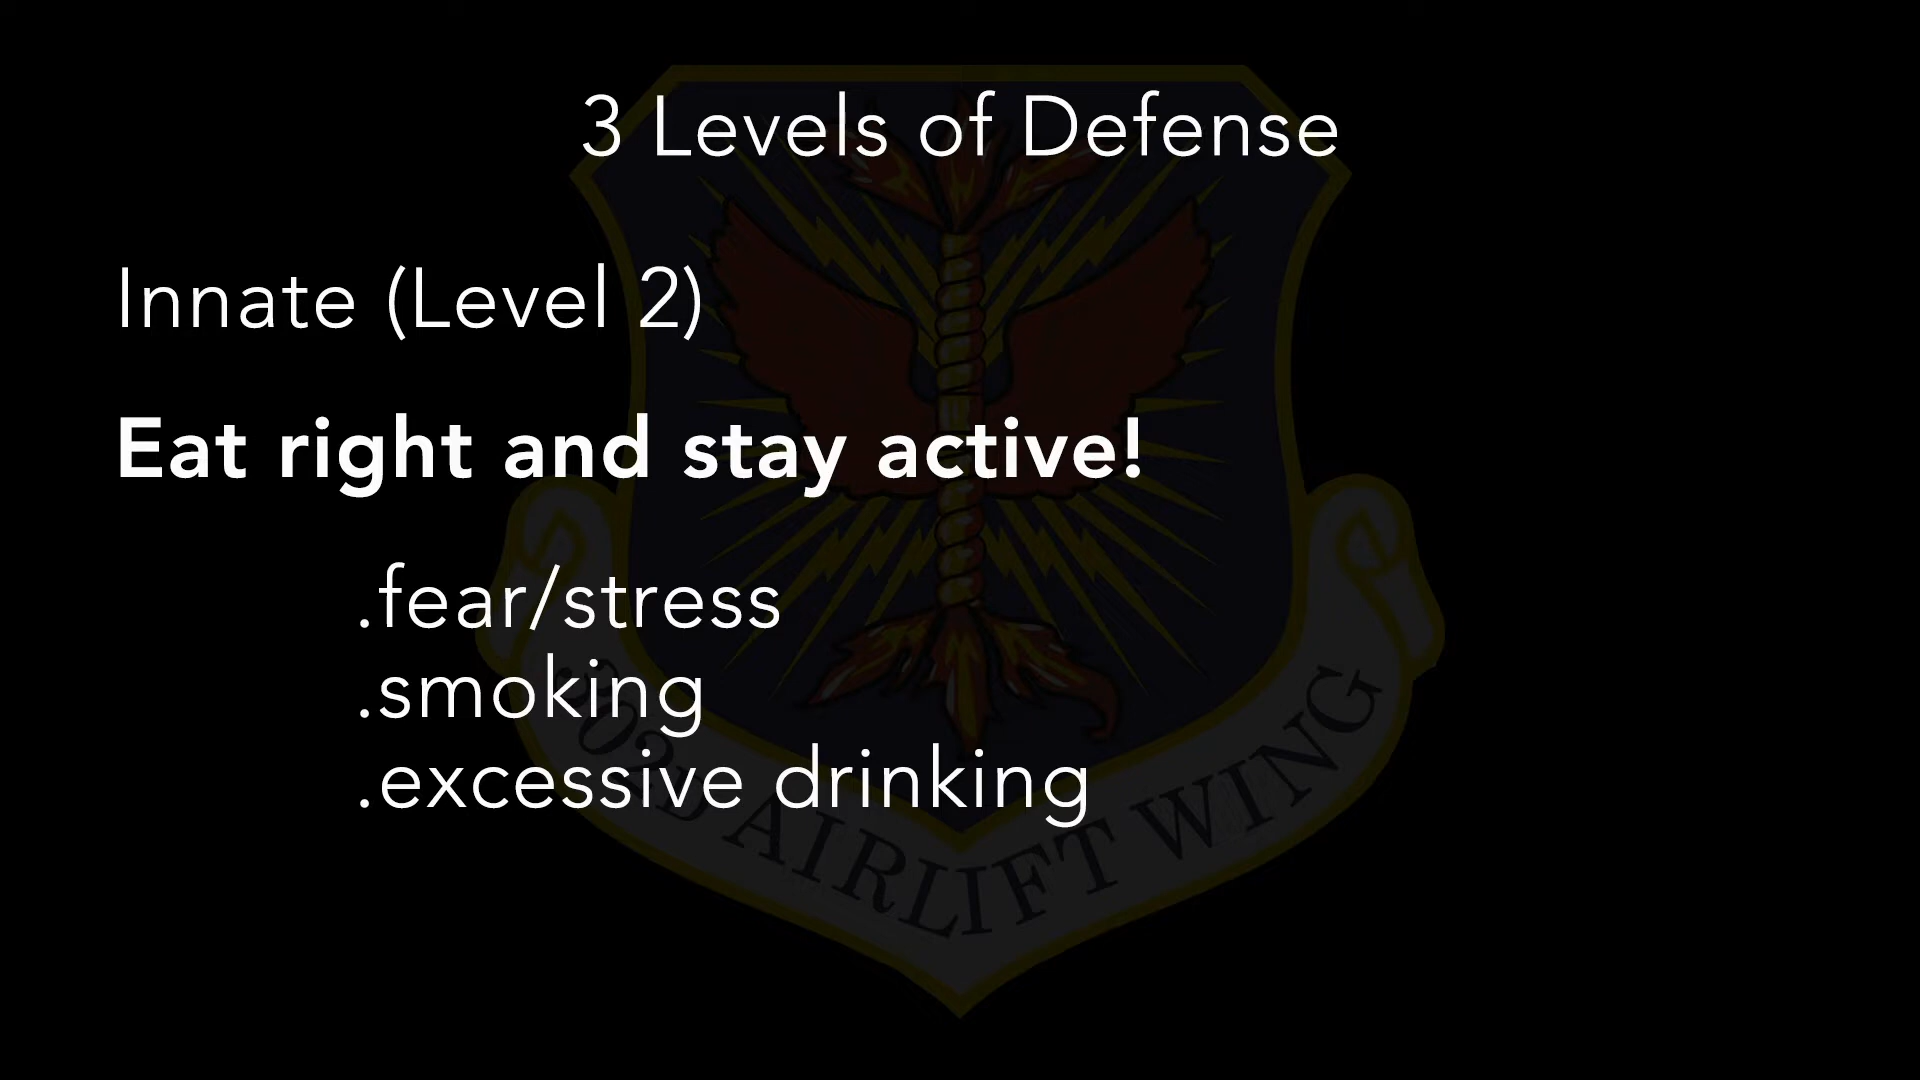 3 Levels of Defense
Innate (Level 2)
Eat right and stay active!
.fear/stress
.smoking
.excessive drinking
302D AIRLIFT WING